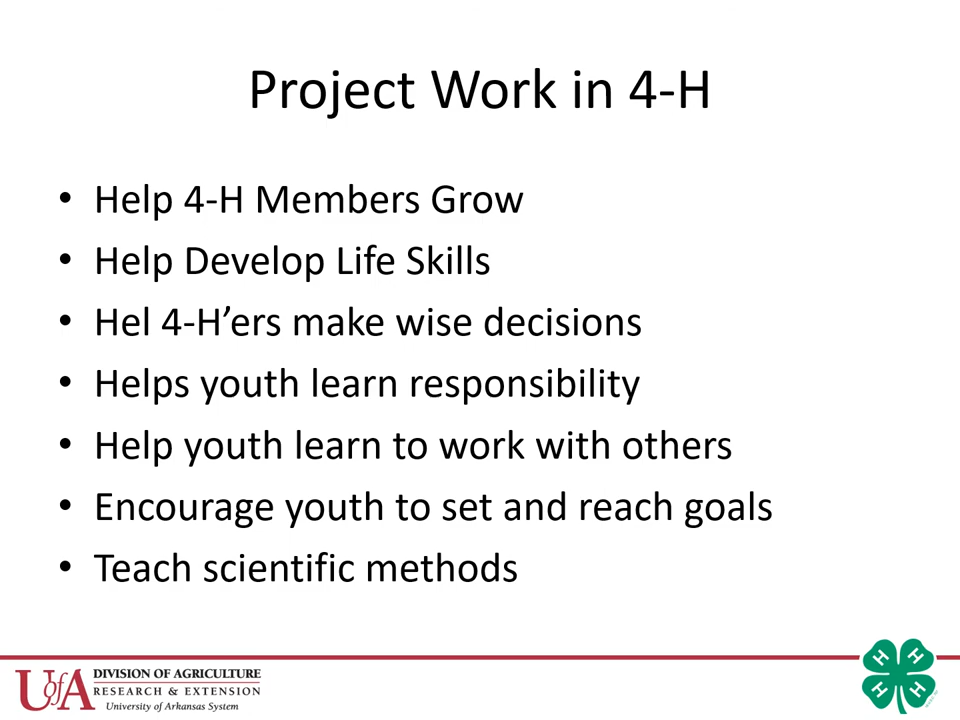 Project Work in 4-H
• Help 4-H Members Grow
• Help Develop Life Skills
• Hel 4-H’ers make wise decisions
• Helps youth learn responsibility
• Help youth learn to work with others
• Encourage youth to set and reach goals
• Teach scientific methods
UofA
DIVISION OF AGRICULTURE
RESEARCH & EXTENSION
University of Arkansas System
H H
H H